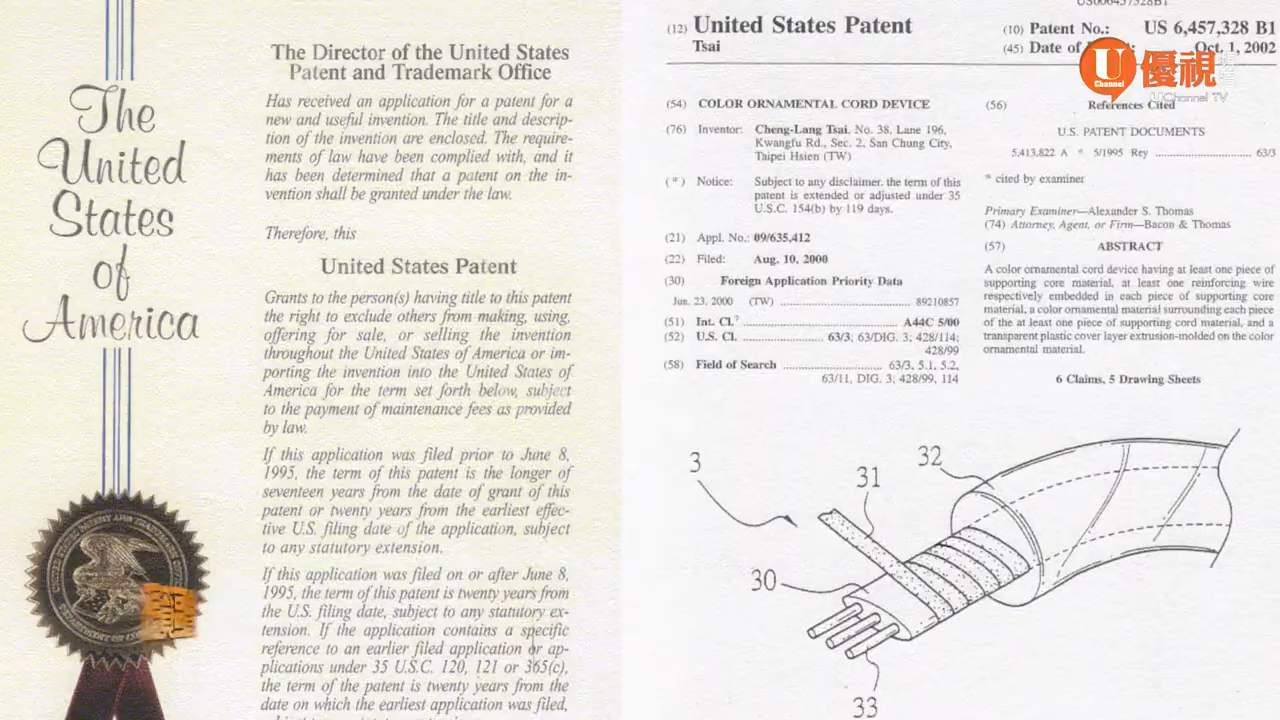 The
United
States
of
America
The Director of the United States
Patent and Trademark Office
Has received an application for a patent for a
new and useful invention. The title and descrip-
tion of the invention are enclosed. The require-
ments of law have been complied with, and it
has been determined that a patent on the in-
vention shall be granted under the law.
Therefore, this
United States Patent
Grants to the person(s) having title to this patent
the right to exclude others from making, using,
offering for sale, or selling the invention
throughout the United States of America or im-
porting the invention into the United States of
America for the term set forth below, subject
to the payment of maintenance fees as provided
by law.
If this application was filed prior to June 8,
1995, the term of this patent is the longer of
seventeen years from the date of grant of this
patent or twenty years from the earliest effec-
tive U.S. filing date of the application, subject
to any statutory extension.
If this application was filed on or after June 8,
1995, the term of this patent is twenty years from
the U.S. filing date, subject to any statutory ex-
tension. If the application contains a specific
reference to an earlier filed application or ap-
plications under 35 U.S.C. 120, 121 or 365(c),
the term of the patent is twenty years from the
date on which the earliest application was filed,
US006457328B1
(12) United States Patent
Tsai
(10) Patent No.: US 6,457,328 B1
(45) Date of Oct. 1, 2002
U 優視
Channel
UChannel TV
(54) COLOR ORNAMENTAL CORD DEVICE
(76) Inventor: Cheng-Lang Tsai, No. 38, Lane 196,
Kwangfu Rd., Sec. 2, San Chung City,
Taipei Hsien (TW)
(*) Notice: Subject to any disclaimer, the term of this
patent is extended or adjusted under 35
U.S.C. 154(b) by 119 days.
(21) Appl. No.: 09/635,412
(22) Filed: Aug. 10, 2000
(30) Foreign Application Priority Data
Jun. 23, 2000 (TW) ........................................ 89210857
(51) Int. Cl.7 ................................................ A44C 5/00
(52) U.S. Cl. ........................ 63/3; 63/DIG. 3; 428/114;
428/99
(58) Field of Search .............................. 63/3, 5.1, 5.2,
63/11, DIG. 3; 428/99, 114
(56) References Cited
U.S. PATENT DOCUMENTS
5,413,822 A * 5/1995 Rey ................................ 63/3
* cited by examiner
Primary Examiner—Alexander S. Thomas
(74) Attorney, Agent, or Firm—Bacon & Thomas
(57) ABSTRACT
A color ornamental cord device having at least one piece of
supporting core material, at least one reinforcing wire
respectively embedded in each piece of supporting core
material, a color ornamental material surrounding each piece
of the at least one piece of supporting core material, and a
transparent plastic cover layer extrusion-molded on the color
ornamental material.
6 Claims, 5 Drawing Sheets
3
31
32
30
33